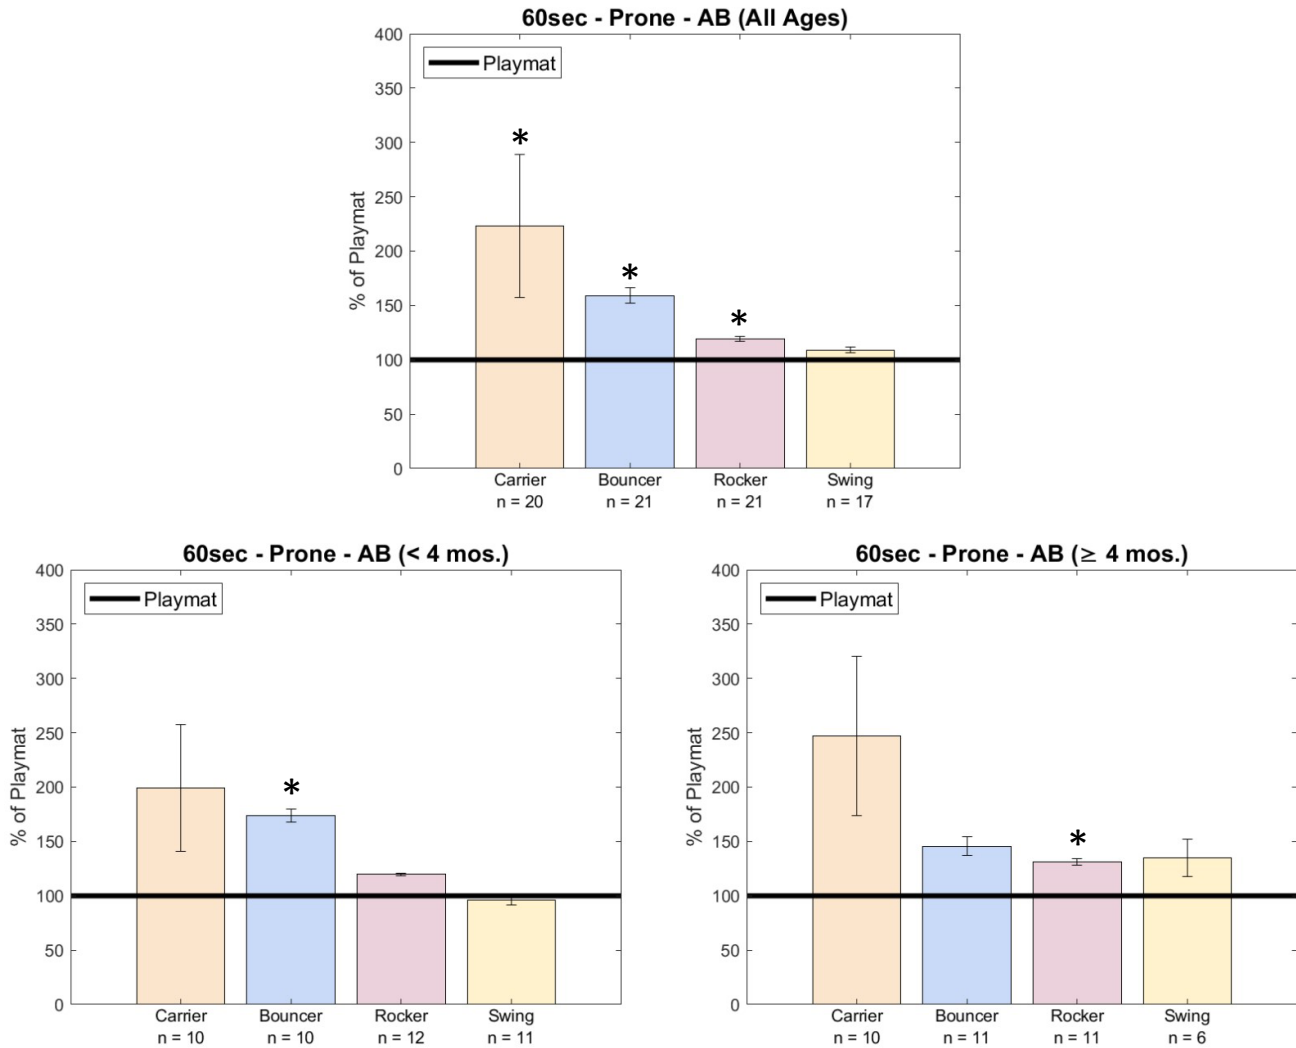 60sec - Prone - AB (All Ages)
400
350
300
250
200
150
100
50
0
% of Playmat
Playmat
*
*
*
Carrier Bouncer Rocker Swing
n = 20 n = 21 n = 21 n = 17
60sec - Prone - AB (< 4 mos.)
400
350
300
250
200
150
100
50
0
% of Playmat
Playmat
*
Carrier Bouncer Rocker Swing
n = 10 n = 10 n = 12 n = 11
60sec - Prone - AB (≥ 4 mos.)
400
350
300
250
200
150
100
50
0
% of Playmat
Playmat
*
Carrier Bouncer Rocker Swing
n = 10 n = 11 n = 11 n = 6